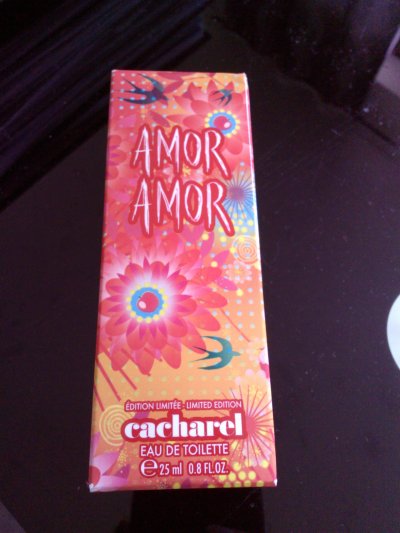 AMOR
AMOR
ÉDITION LIMITÉE - LIMITED EDITION
cacharel
EAU DE TOILETTE
℮ 25 ml 0.8 FL.OZ.